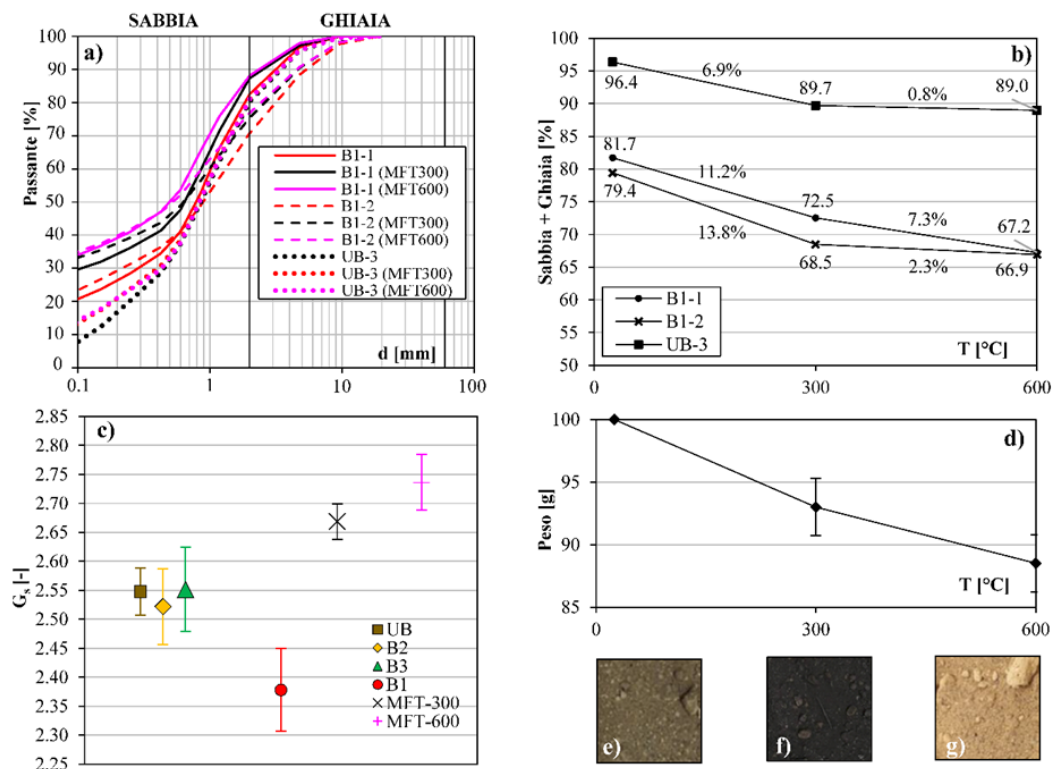 SABBIA GHIAIA
a)
Passante [%]
100
90
80
70
60
50
40
30
20
10
0
B1-1
B1-1 (MFT300)
B1-1 (MFT600)
B1-2
B1-2 (MFT300)
B1-2 (MFT600)
UB-3
UB-3 (MFT300)
UB-3 (MFT600)
d [mm]
0.1 1 10 100
b)
Sabbia + Ghiaia [%]
100
95
90
85
80
75
70
65
60
55
50
96.4
6.9%
89.7
0.8%
89.0
81.7
11.2%
72.5
7.3%
67.2
79.4
13.8%
68.5
2.3%
66.9
B1-1
B1-2
UB-3
T [°C]
0 300 600
c)
Gs [-]
2.85
2.80
2.75
2.70
2.65
2.60
2.55
2.50
2.45
2.40
2.35
2.30
2.25
UB
B2
B3
B1
MFT-300
MFT-600
d)
Peso [g]
100
95
90
85
T [°C]
0 300 600
e) f) g)